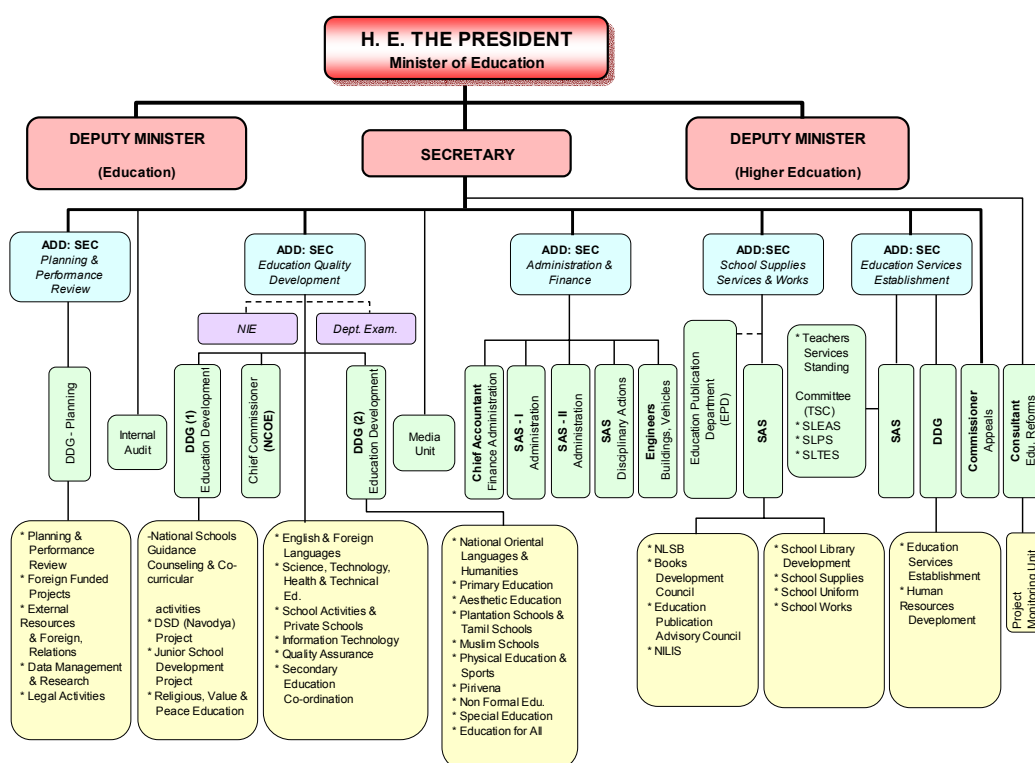 H. E. THE PRESIDENT
Minister of Education
DEPUTY MINISTER
(Education)
SECRETARY
DEPUTY MINISTER
(Higher Edcuation)
ADD: SEC
Planning &
Performance
Review
ADD: SEC
Education Quality
Development
ADD: SEC
Administration &
Finance
ADD:SEC
School Supplies
Services & Works
ADD: SEC
Education Services
Establishment
NIE
Dept. Exam.
DDG - Planning
Internal
Audit
DDG (1)
Education Development
Chief Commissioner
(NCOE)
DDG (2)
Education Development
Media
Unit
Chief Accountant
Finance Administration
SAS - I
Administration
SAS - II
Administration
SAS
Disciplinary Actions
Engineers
Buildings, Vehicles
Education Publication
Department
(EPD)
SAS
* Teachers
Services
Standing
Committee
(TSC)
* SLEAS
* SLPS
* SLTES
SAS
DDG
Commissioner
Appeals
Consultant
Edu. Reforms
* Planning &
Performance
Review
* Foreign Funded
Projects
* External
Resources
& Foreign,
Relations
* Data Management
& Research
* Legal Activities
-National Schools
Guidance
Counseling & Co-
curricular
activities
* DSD (Navodya)
Project
* Junior School
Development
Project
* Religious, Value &
Peace Education
* English & Foreign
Languages
* Science, Technology,
Health & Technical
Ed.
* School Activities &
Private Schools
* Information Technology
* Quality Assurance
* Secondary
Education
Co-ordination
* National Oriental
Languages &
Humanities
* Primary Education
* Aesthetic Education
* Plantation Schools &
Tamil Schools
* Muslim Schools
* Physical Education &
Sports
* Pirivena
* Non Formal Edu.
* Special Education
* Education for All
* NLSB
* Books
Development
Council
* Education
Publication
Advisory Council
* NILIS
* School Library
Development
* School Supplies
* School Uniform
* School Works
* Education
Services
Establishment
* Human
Resources
Deveplopment
Project
Monitoring Unit